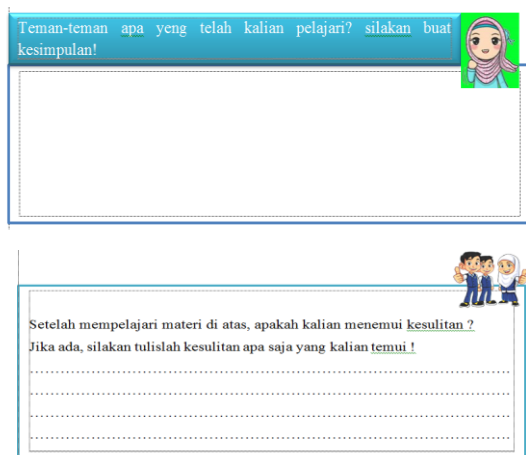 Teman-teman apa yeng telah kalian pelajari? silakan buat
kesimpulan!
Setelah mempelajari materi di atas, apakah kalian menemui kesulitan ?
Jika ada, silakan tulislah kesulitan apa saja yang kalian temui !
……………………………………………………………………………
……………………………………………………………………………
……………………………………………………………………………
……………………………………………………………………………